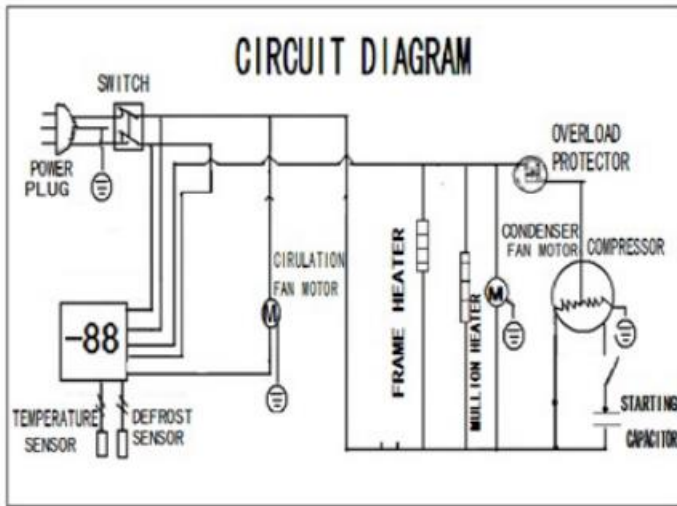 CIRCUIT DIAGRAM
SWITCH
POWER
PLUG
OVERLOAD
PROTECTOR
CIRULATION
FAN MOTOR
M
FRAME HEATER
MULLION HEATER
CONDENSER
FAN MOTOR
M
COMPRESSOR
-88
TEMPERATURE
SENSOR
DEFROST
SENSOR
STARTING
CAPACITOR